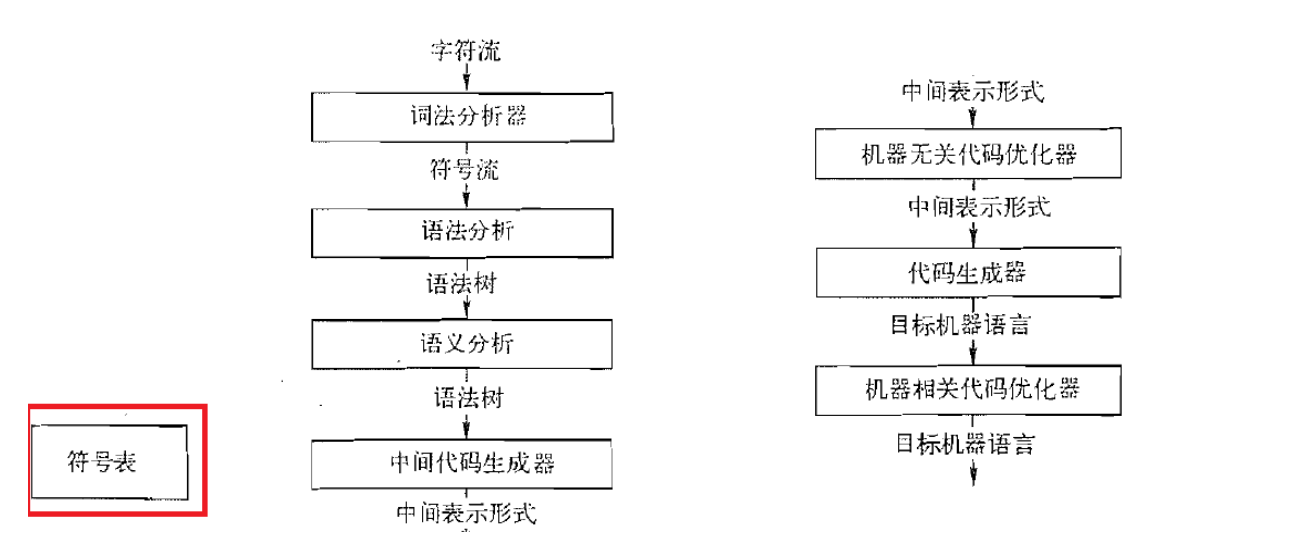 字符流
词法分析器
符号流
语法分析
语法树
语义分析
语法树
中间代码生成器
中间表示形式
符号表
中间表示形式
机器无关代码优化器
中间表示形式
代码生成器
目标机器语言
机器相关代码优化器
目标机器语言